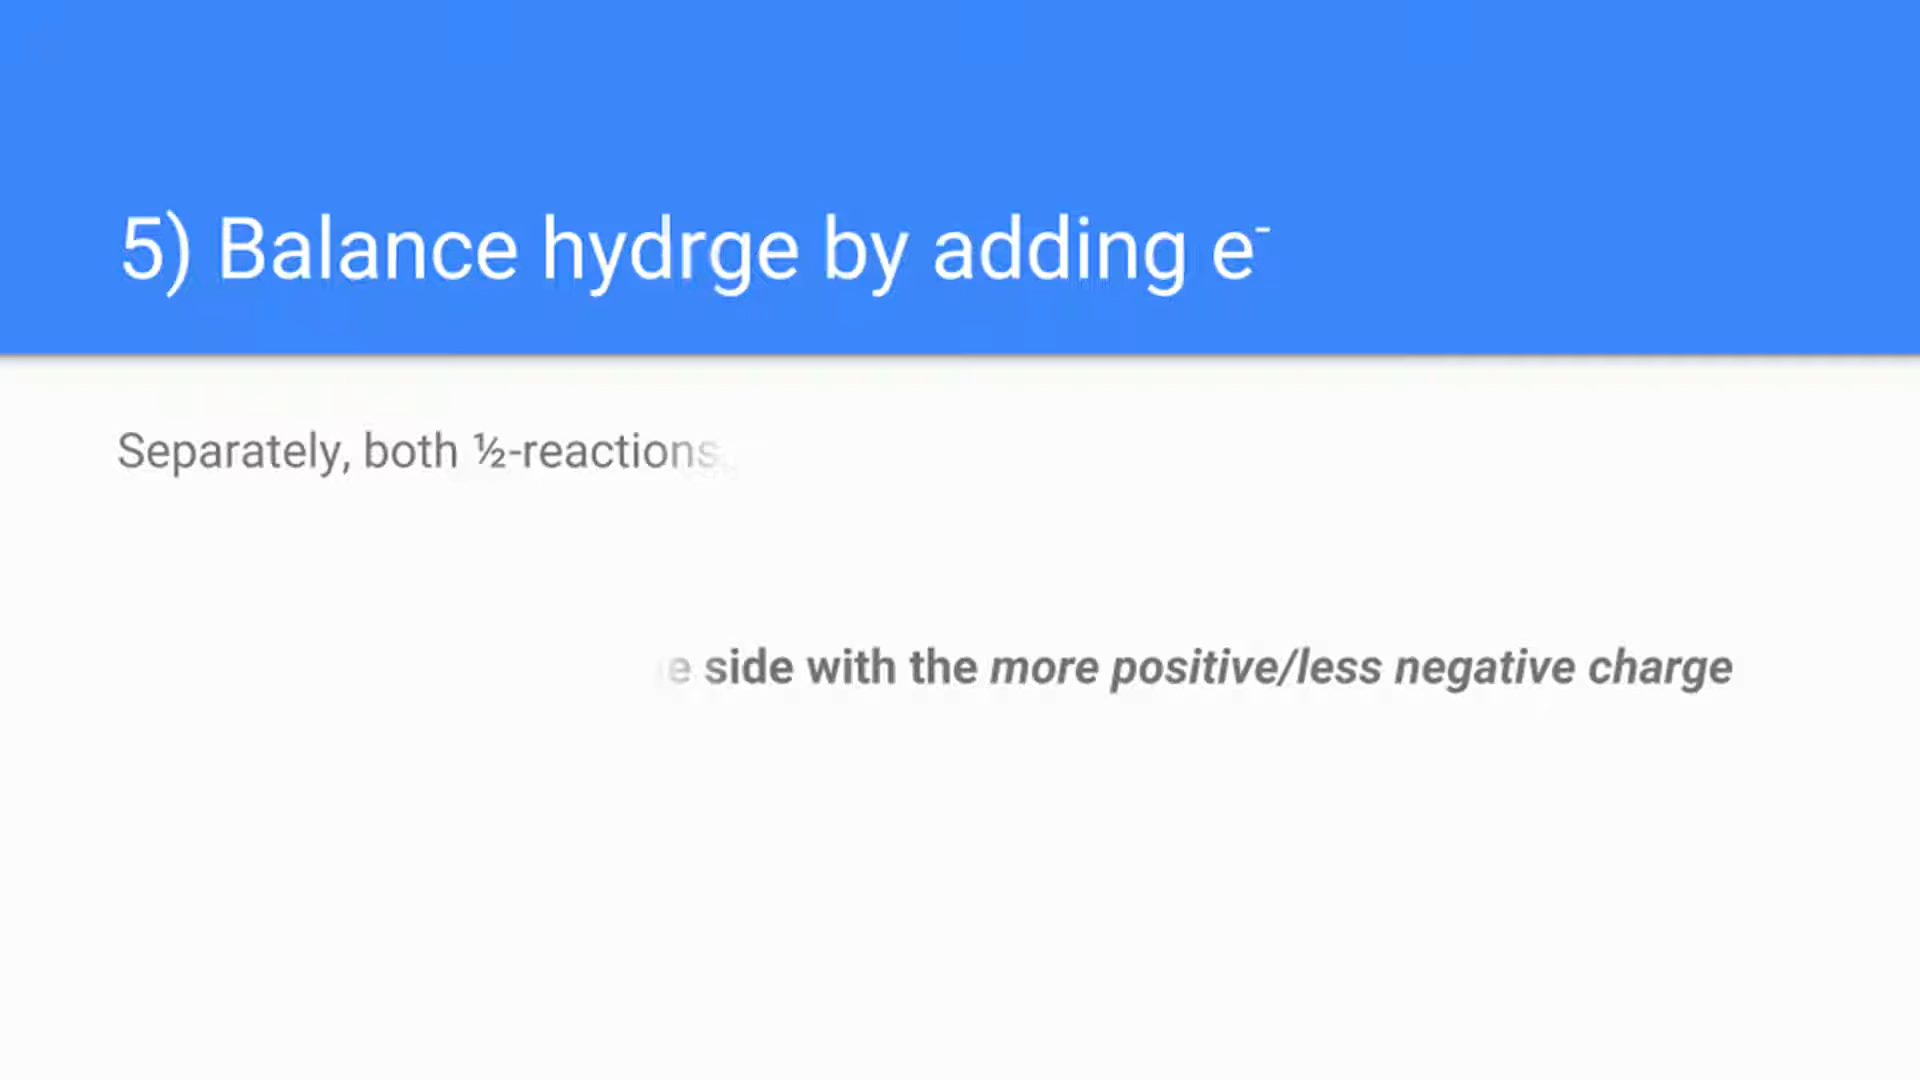 5) Balance hydrge by adding e⁻
Separately, both ½-reactions
side with the more positive/less negative charge